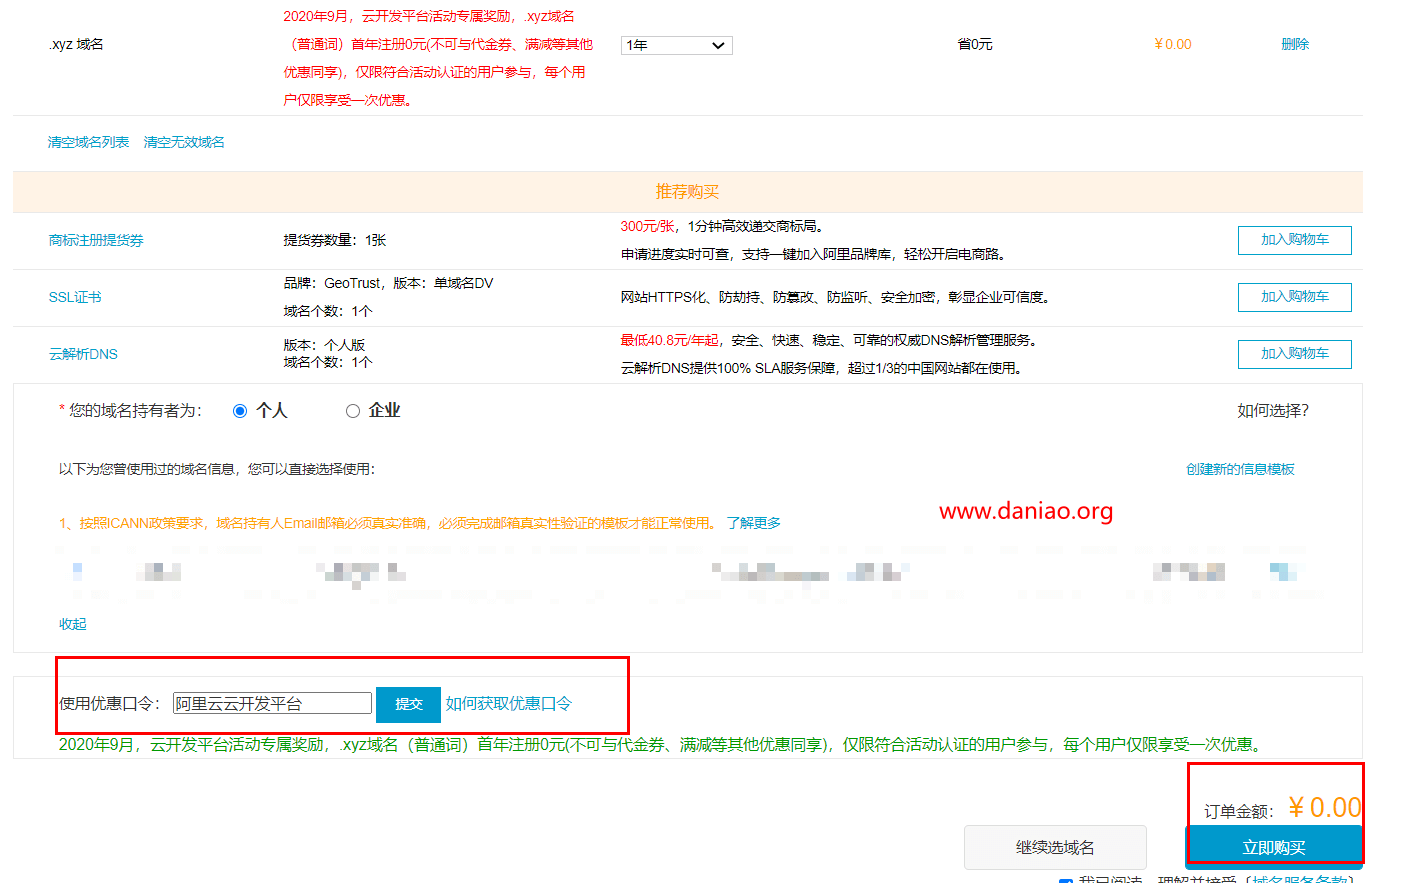 2020年9月，云开发平台活动专属奖励，.xyz域名
.xyz 域名
（普通词）首年注册0元(不可与代金券、满减等其他
1年
省0元
¥ 0.00
删除
优惠同享)，仅限符合活动认证的用户参与，每个用
户仅限享受一次优惠。
清空域名列表 清空无效域名
推荐购买
商标注册提货券
提货券数量：1张
300元/张，1分钟高效递交商标局。
申请进度实时可查，支持一键加入阿里品牌库，轻松开启电商路。
加入购物车
SSL证书
品牌：GeoTrust，版本：单域名DV
域名个数：1个
网站HTTPS化、防劫持、防篡改、防监听、安全加密，彰显企业可信度。
加入购物车
云解析DNS
版本：个人版
域名个数：1个
最低40.8元/年起，安全、快速、稳定、可靠的权威DNS解析管理服务。
云解析DNS提供100% SLA服务保障，超过1/3的中国网站都在使用。
加入购物车
* 您的域名持有者为： 个人 企业 如何选择?
以下为您曾使用过的域名信息，您可以直接选择使用： 创建新的信息模板
www.daniao.org
1、按照ICANN政策要求，域名持有人Email邮箱必须真实准确，必须完成邮箱真实性验证的模板才能正常使用。 了解更多
收起
使用优惠口令： 阿里云云开发平台 提交 如何获取优惠口令
2020年9月，云开发平台活动专属奖励，.xyz域名（普通词）首年注册0元(不可与代金券、满减等其他优惠同享)，仅限符合活动认证的用户参与，每个用户仅限享受一次优惠。
订单金额： ¥ 0.00
继续选域名 立即购买
我已阅读，理解并接受〔域名服务条款〕